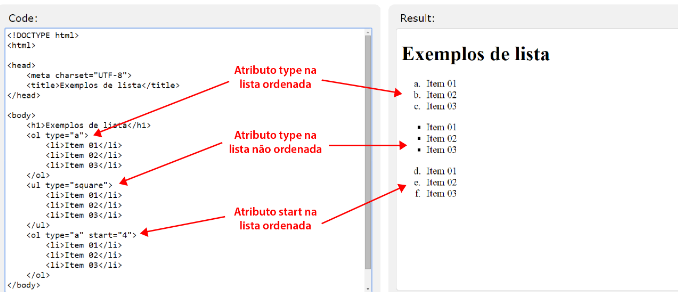 Code:
<!DOCTYPE html>
<html>
<head>
<meta charset="UTF-8">
<title>Exemplos de lista</title>
</head>
<body>
<h1>Exemplos de lista</h1>
<ol type="a">
<li>Item 01</li>
<li>Item 02</li>
<li>Item 03</li>
</ol>
<ul type="square">
<li>Item 01</li>
<li>Item 02</li>
<li>Item 03</li>
</ul>
<ol type="a" start="4">
<li>Item 01</li>
<li>Item 02</li>
<li>Item 03</li>
</ol>
</body>
Atributo type na
lista ordenada
Atributo type na
lista não ordenada
Atributo start na
lista ordenada
Result:
Exemplos de lista
a. Item 01
b. Item 02
c. Item 03
▪ Item 01
▪ Item 02
▪ Item 03
d. Item 01
e. Item 02
f. Item 03